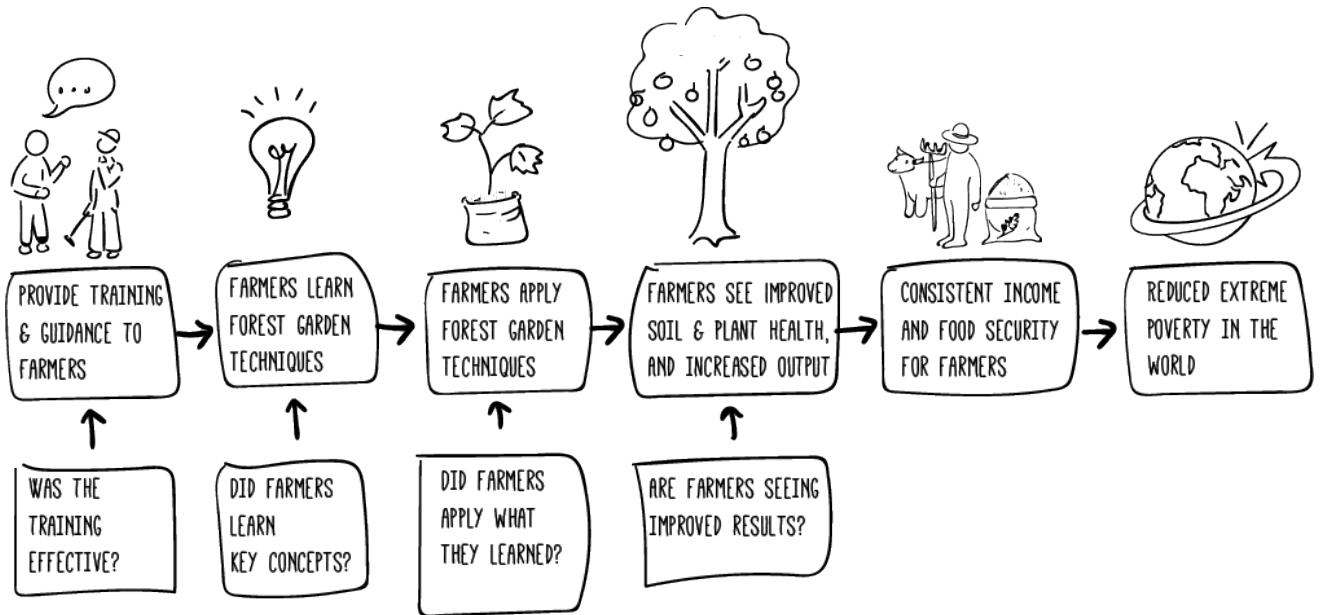 PROVIDE TRAINING
& GUIDANCE TO
FARMERS
FARMERS LEARN
FOREST GARDEN
TECHNIQUES
FARMERS APPLY
FOREST GARDEN
TECHNIQUES
FARMERS SEE IMPROVED
SOIL & PLANT HEALTH,
AND INCREASED OUTPUT
CONSISTENT INCOME
AND FOOD SECURITY
FOR FARMERS
REDUCED EXTREME
POVERTY IN THE
WORLD
WAS THE
TRAINING
EFFECTIVE?
DID FARMERS
LEARN
KEY CONCEPTS?
DID FARMERS
APPLY WHAT
THEY LEARNED?
ARE FARMERS SEEING
IMPROVED RESULTS?